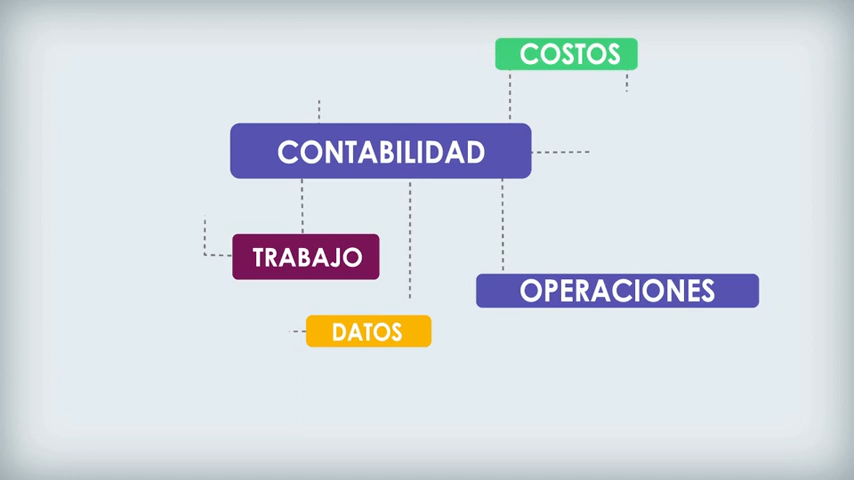 COSTOS
CONTABILIDAD
TRABAJO
OPERACIONES
DATOS